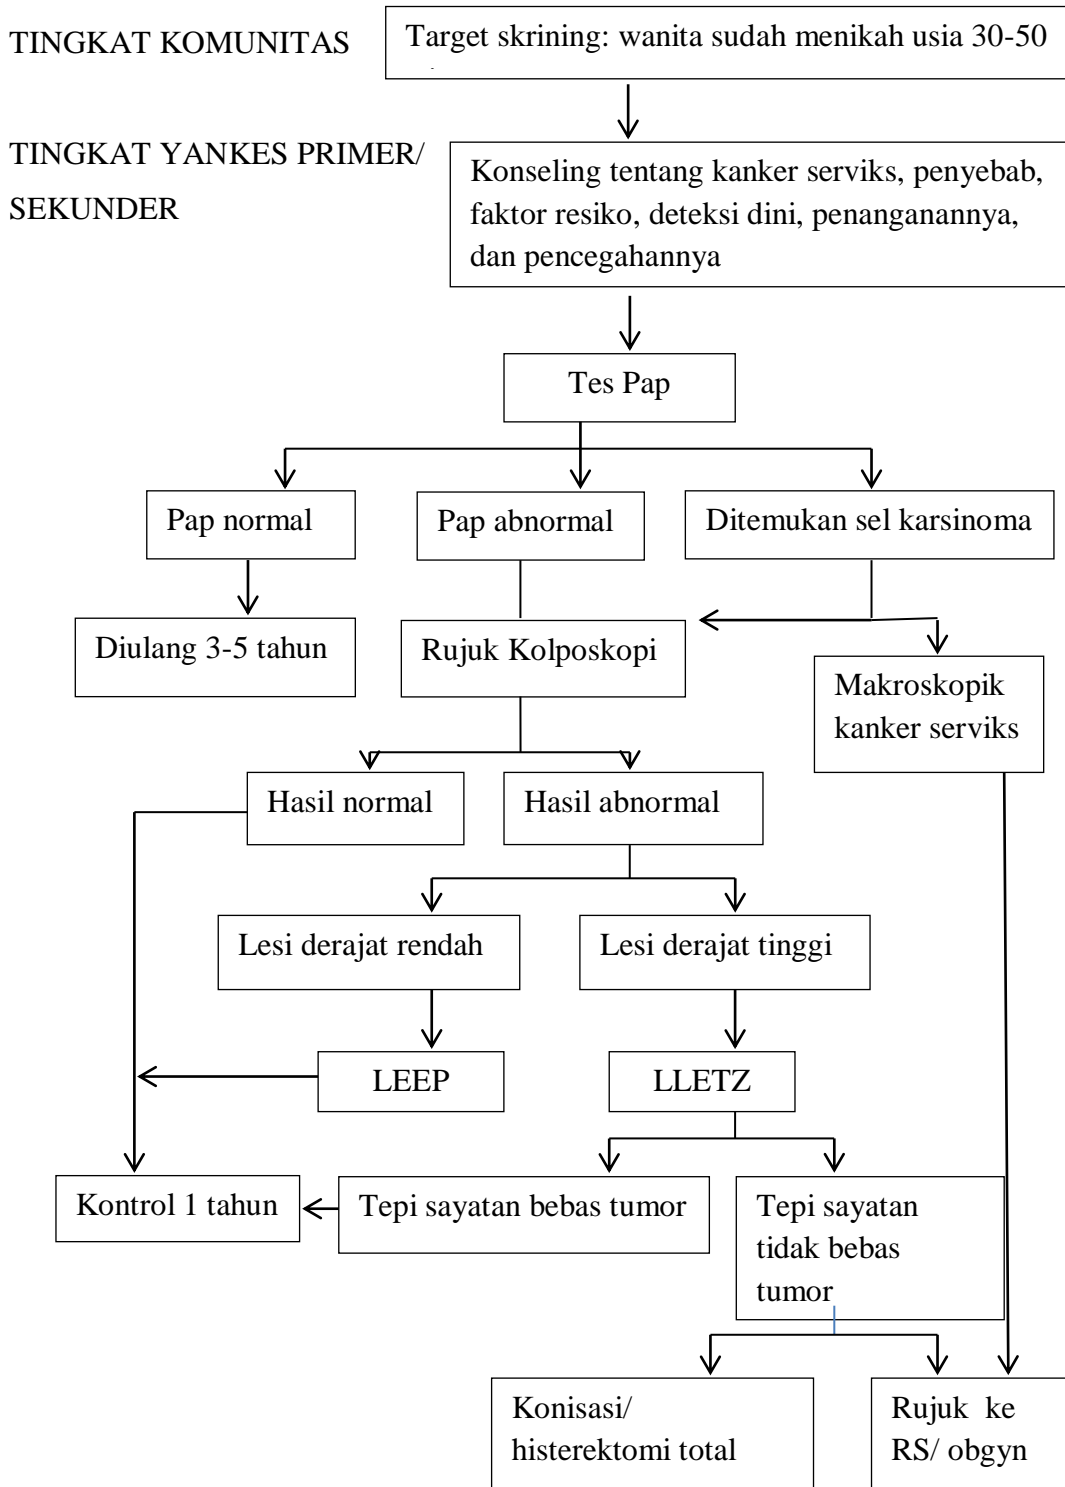 TINGKAT KOMUNITAS
Target skrining: wanita sudah menikah usia 30-50
TINGKAT YANKES PRIMER/
SEKUNDER
Konseling tentang kanker serviks, penyebab,
faktor resiko, deteksi dini, penanganannya,
dan pencegahannya
Tes Pap
Pap normal
Pap abnormal
Ditemukan sel karsinoma
Diulang 3-5 tahun
Rujuk Kolposkopi
Makroskopik
kanker serviks
Hasil normal
Hasil abnormal
Lesi derajat rendah
Lesi derajat tinggi
LEEP
LLETZ
Kontrol 1 tahun
Tepi sayatan bebas tumor
Tepi sayatan
tidak bebas
tumor
Konisasi/
histerektomi total
Rujuk ke
RS/ obgyn